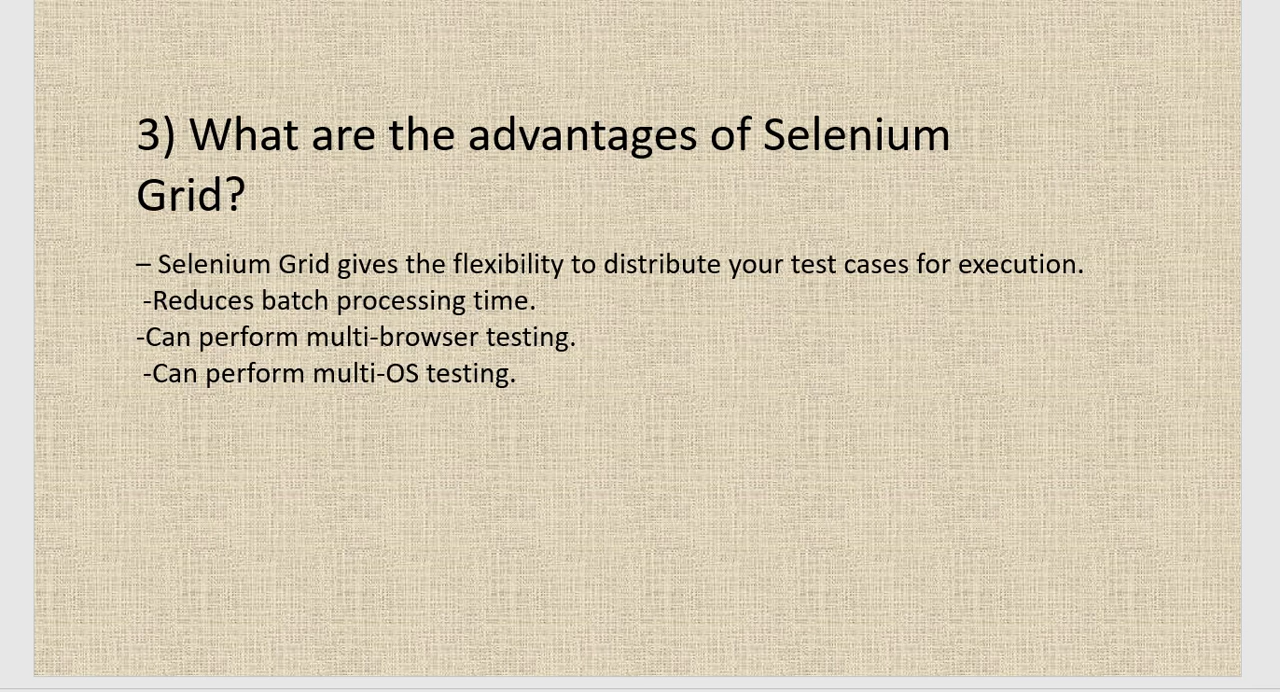 3) What are the advantages of Selenium
Grid?
– Selenium Grid gives the flexibility to distribute your test cases for execution.
-Reduces batch processing time.
-Can perform multi-browser testing.
-Can perform multi-OS testing.